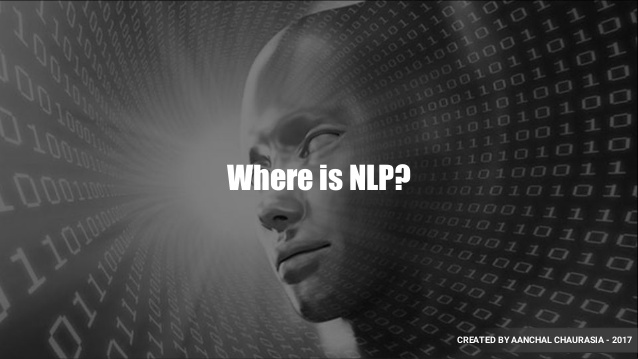 Where is NLP?
CREATED BY AANCHAL CHAURASIA - 2017